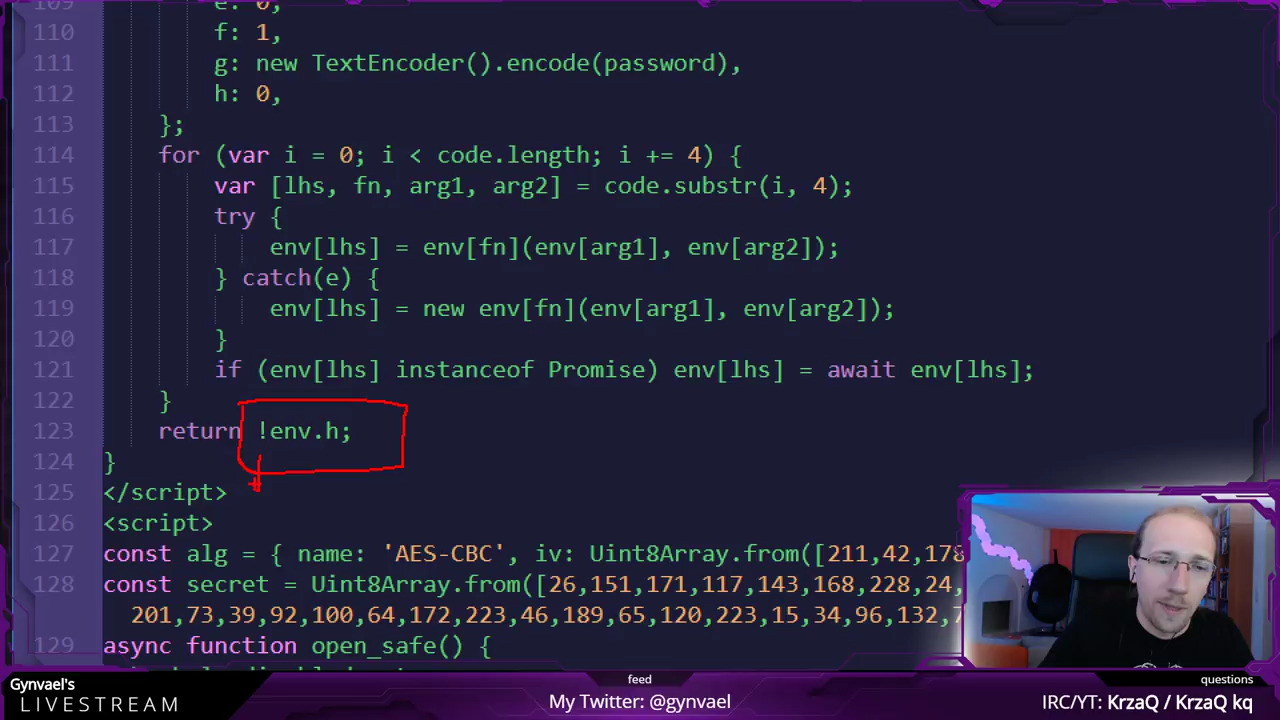 109 e: 0,
110 f: 1,
111 g: new TextEncoder().encode(password),
112 h: 0,
113 };
114 for (var i = 0; i < code.length; i += 4) {
115 var [lhs, fn, arg1, arg2] = code.substr(i, 4);
116 try {
117 env[lhs] = env[fn](env[arg1], env[arg2]);
118 } catch(e) {
119 env[lhs] = new env[fn](env[arg1], env[arg2]);
120 }
121 if (env[lhs] instanceof Promise) env[lhs] = await env[lhs];
122 }
123 return !env.h;
124 }
125 </script>
126 <script>
127 const alg = { name: 'AES-CBC', iv: Uint8Array.from([211,42,178
128 const secret = Uint8Array.from([26,151,171,117,143,168,228,24,
201,73,39,92,100,64,172,223,46,189,65,120,223,15,34,96,132,
129 async function open_safe() {
Gynvael's
LIVESTREAM
feed
My Twitter: @gynvael
questions
IRC/YT: KrzaQ / KrzaQ kq